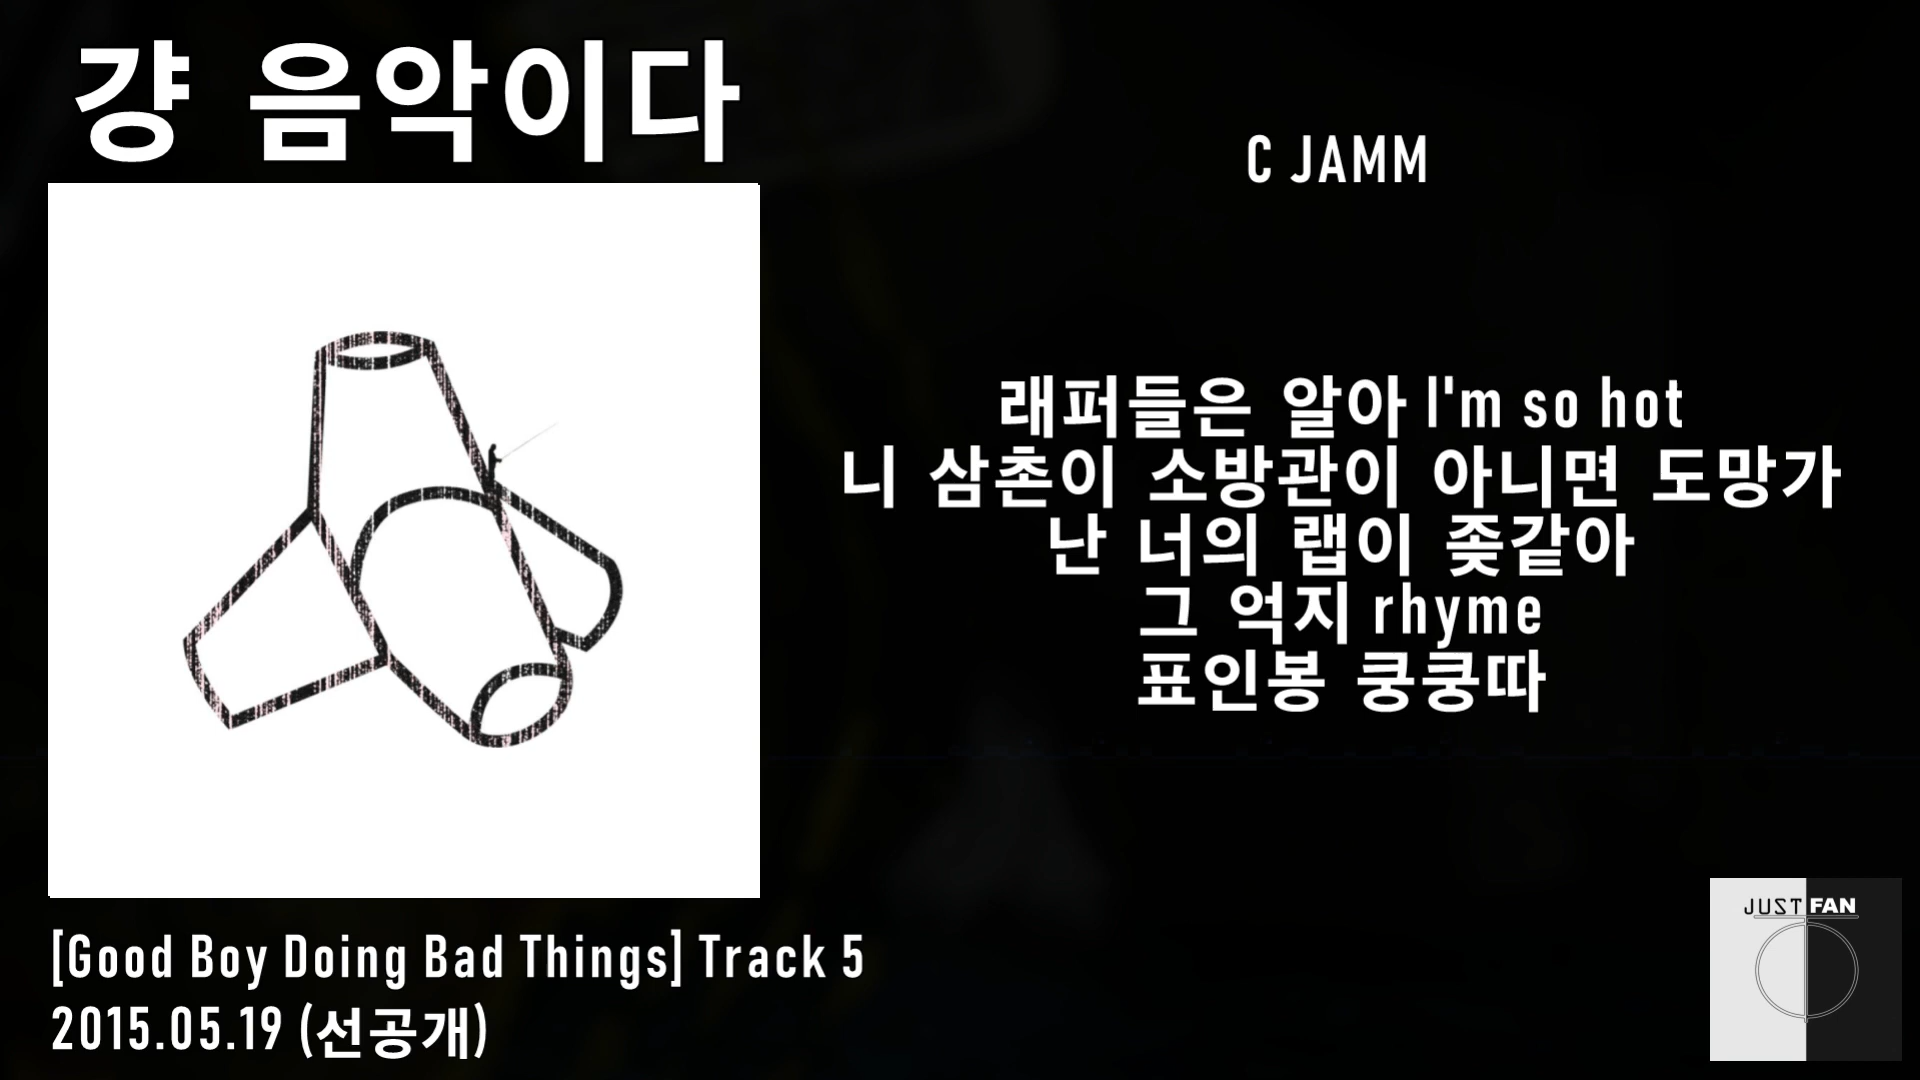 걍 음악이다
C JAMM
래퍼들은 알아 I'm so hot
니 삼촌이 소방관이 아니면 도망가
난 너의 랩이 좆같아
그 억지 rhyme
표인봉 쿵쿵따
[Good Boy Doing Bad Things] Track 5
2015.05.19 (선공개)
JUST FAN